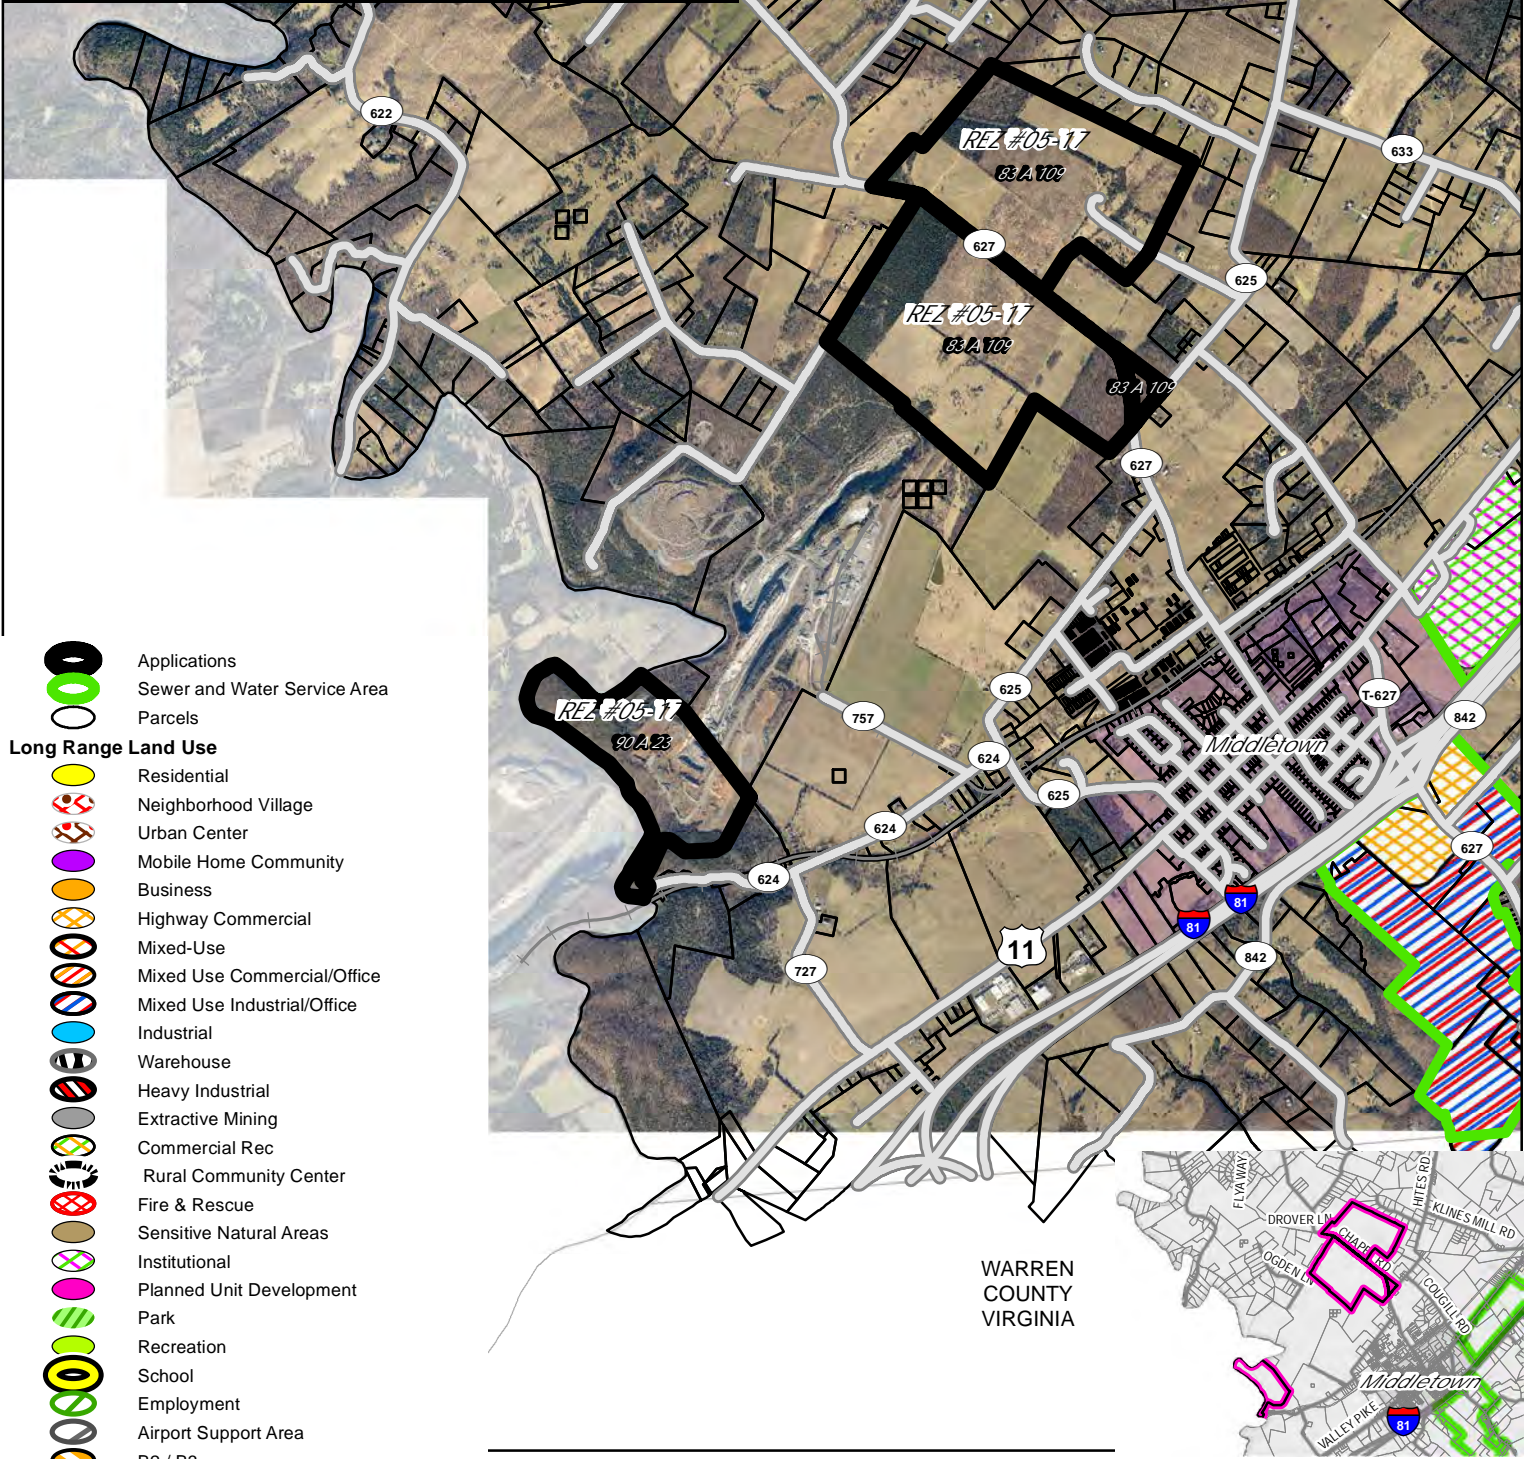 622
REZ #05-17
83 A 109
633
627
625
REZ #05-17
83 A 109
83 A 109
627
REZ #05-17
90 A 23
625
757
T-627
842
Middletown
624
625
624
627
624
81
81
11
842
727
Applications
Sewer and Water Service Area
Parcels
Long Range Land Use
Residential
Neighborhood Village
Urban Center
Mobile Home Community
Business
Highway Commercial
Mixed-Use
Mixed Use Commercial/Office
Mixed Use Industrial/Office
Industrial
Warehouse
Heavy Industrial
Extractive Mining
Commercial Rec
Rural Community Center
Fire & Rescue
Sensitive Natural Areas
Institutional
Planned Unit Development
Park
Recreation
School
Employment
Airport Support Area
WARREN
COUNTY
VIRGINIA
FLYAWAY
HITES RD
KLINES MILL RD
DROVER LN
OGDEN LN
COUGILL RD
Middletown
VALLEY PIKE
81